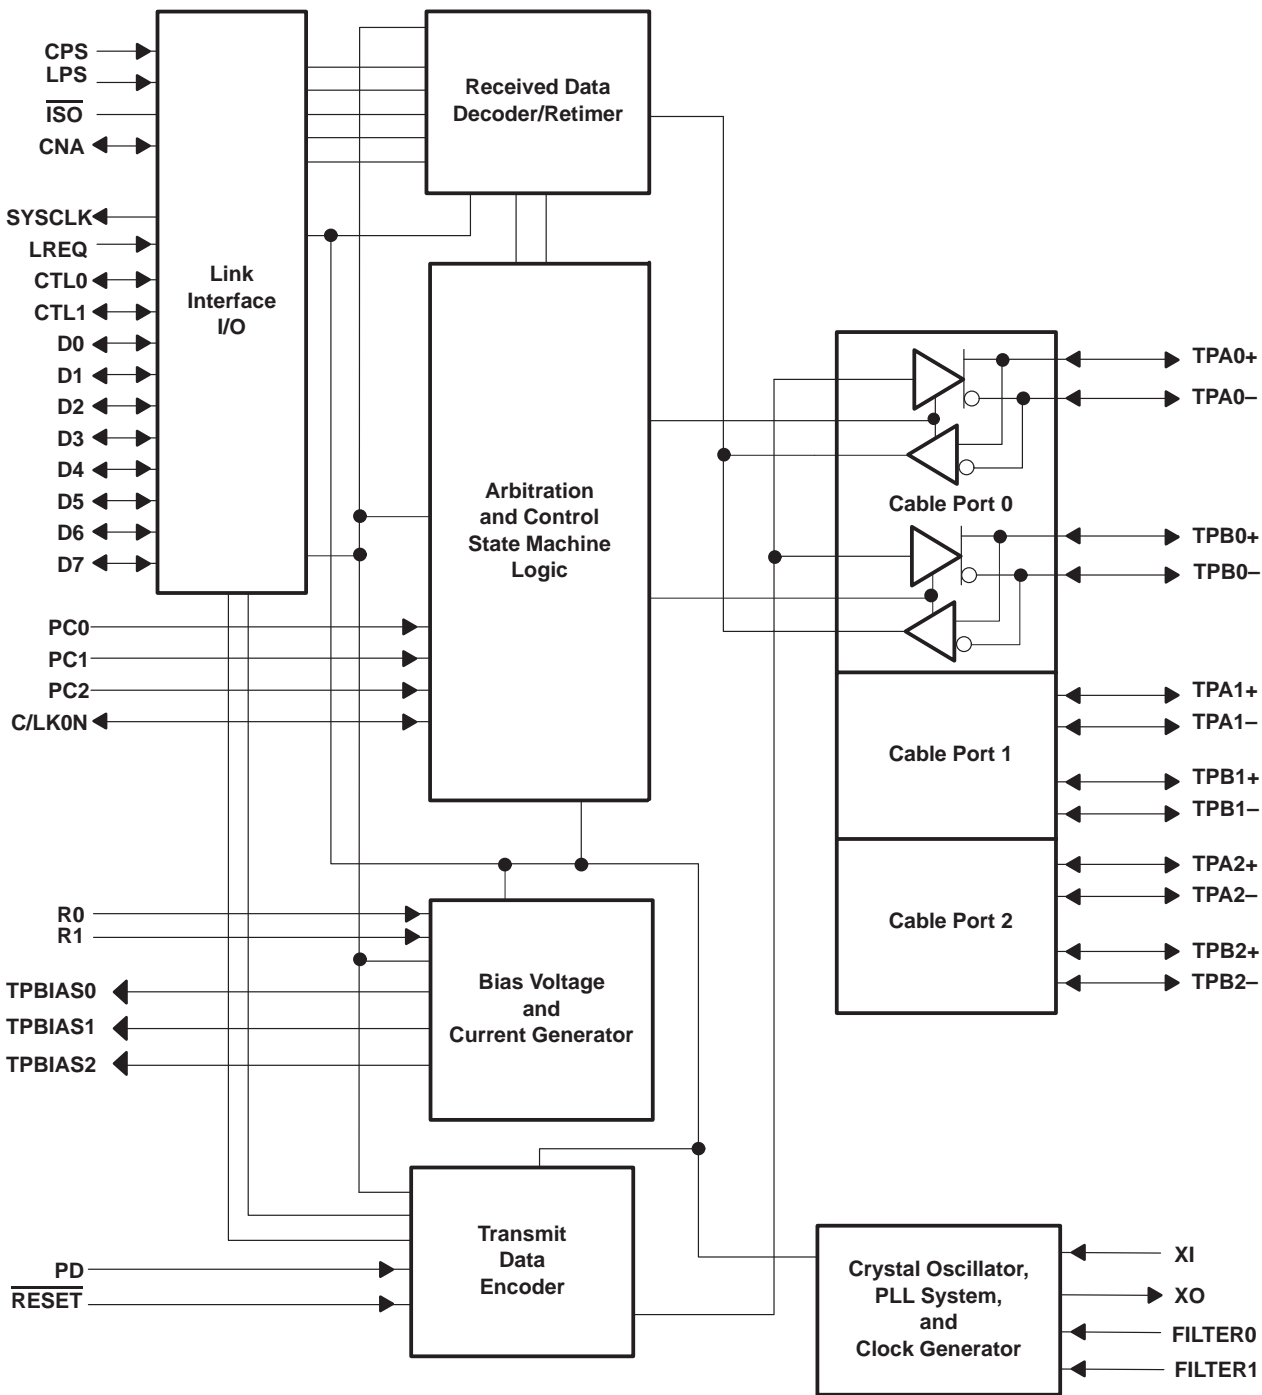 CPS
LPS
ISO
CNA
SYSCLK
LREQ
CTL0
CTL1
D0
D1
D2
D3
D4
D5
D6
D7
PC0
PC1
PC2
C/LK0N
R0
R1
TPBIAS0
TPBIAS1
TPBIAS2
PD
RESET
Link
Interface
I/O
Received Data
Decoder/Retimer
Arbitration
and Control
State Machine
Logic
Bias Voltage
and
Current Generator
Transmit
Data
Encoder
Cable Port 0
Cable Port 1
Cable Port 2
Crystal Oscillator,
PLL System,
and
Clock Generator
TPA0+
TPA0–
TPB0+
TPB0–
TPA1+
TPA1–
TPB1+
TPB1–
TPA2+
TPA2–
TPB2+
TPB2–
XI
XO
FILTER0
FILTER1